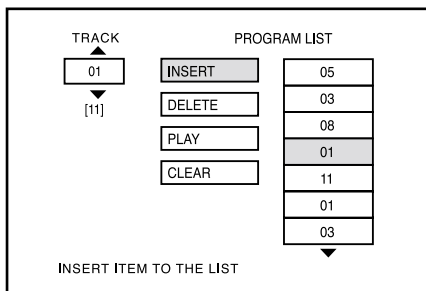 TRACK
PROGRAM LIST
01
[11]
INSERT
DELETE
PLAY
CLEAR
05
03
08
01
11
01
03
INSERT ITEM TO THE LIST